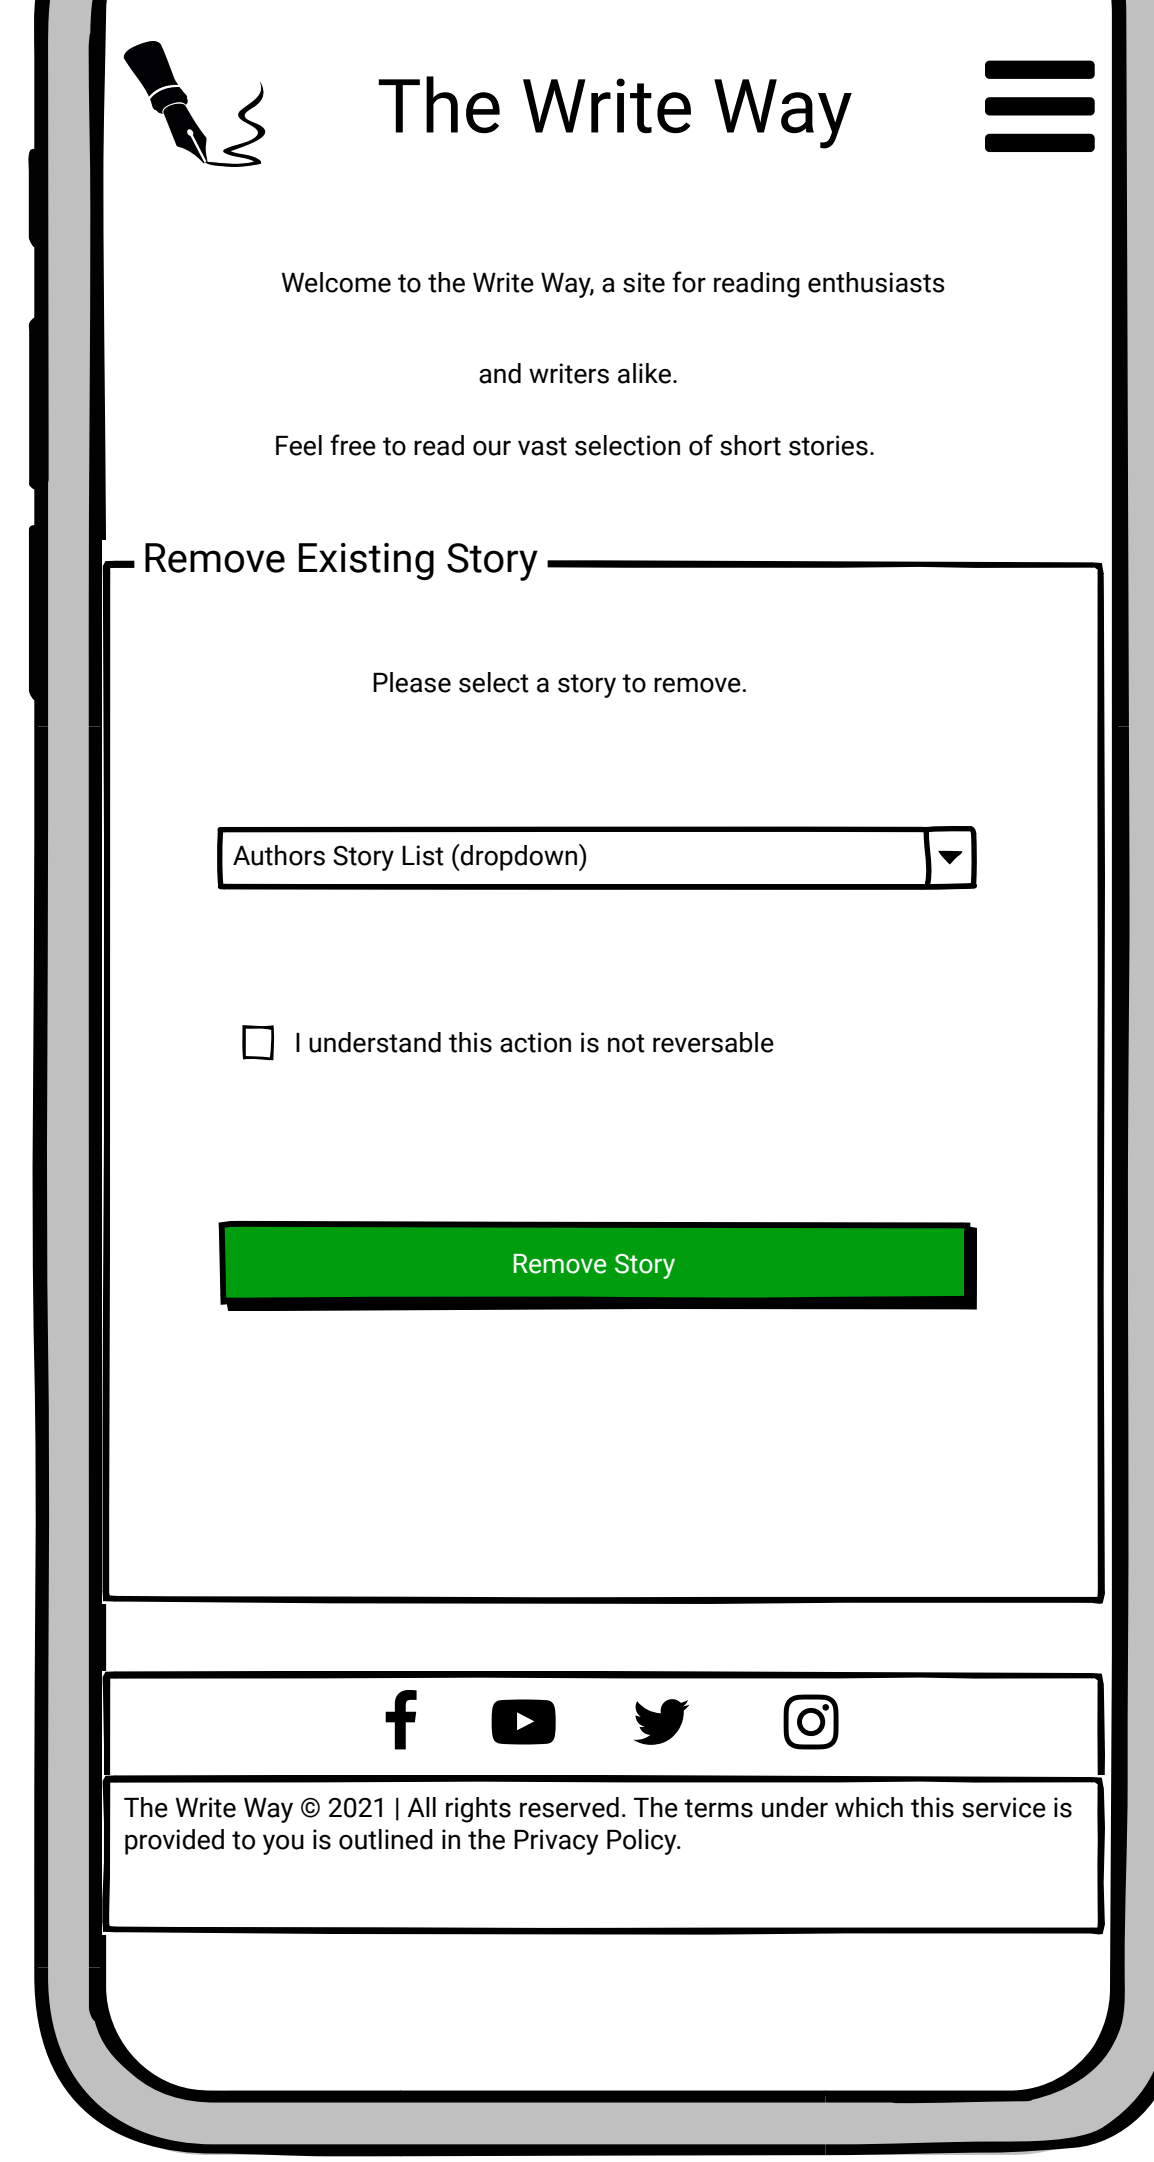 The Write Way
Welcome to the Write Way, a site for reading enthusiasts
and writers alike.
Feel free to read our vast selection of short stories.
Remove Existing Story
Please select a story to remove.
Authors Story List (dropdown)
I understand this action is not reversable
Remove Story
The Write Way © 2021 | All rights reserved. The terms under which this service is
provided to you is outlined in the Privacy Policy.